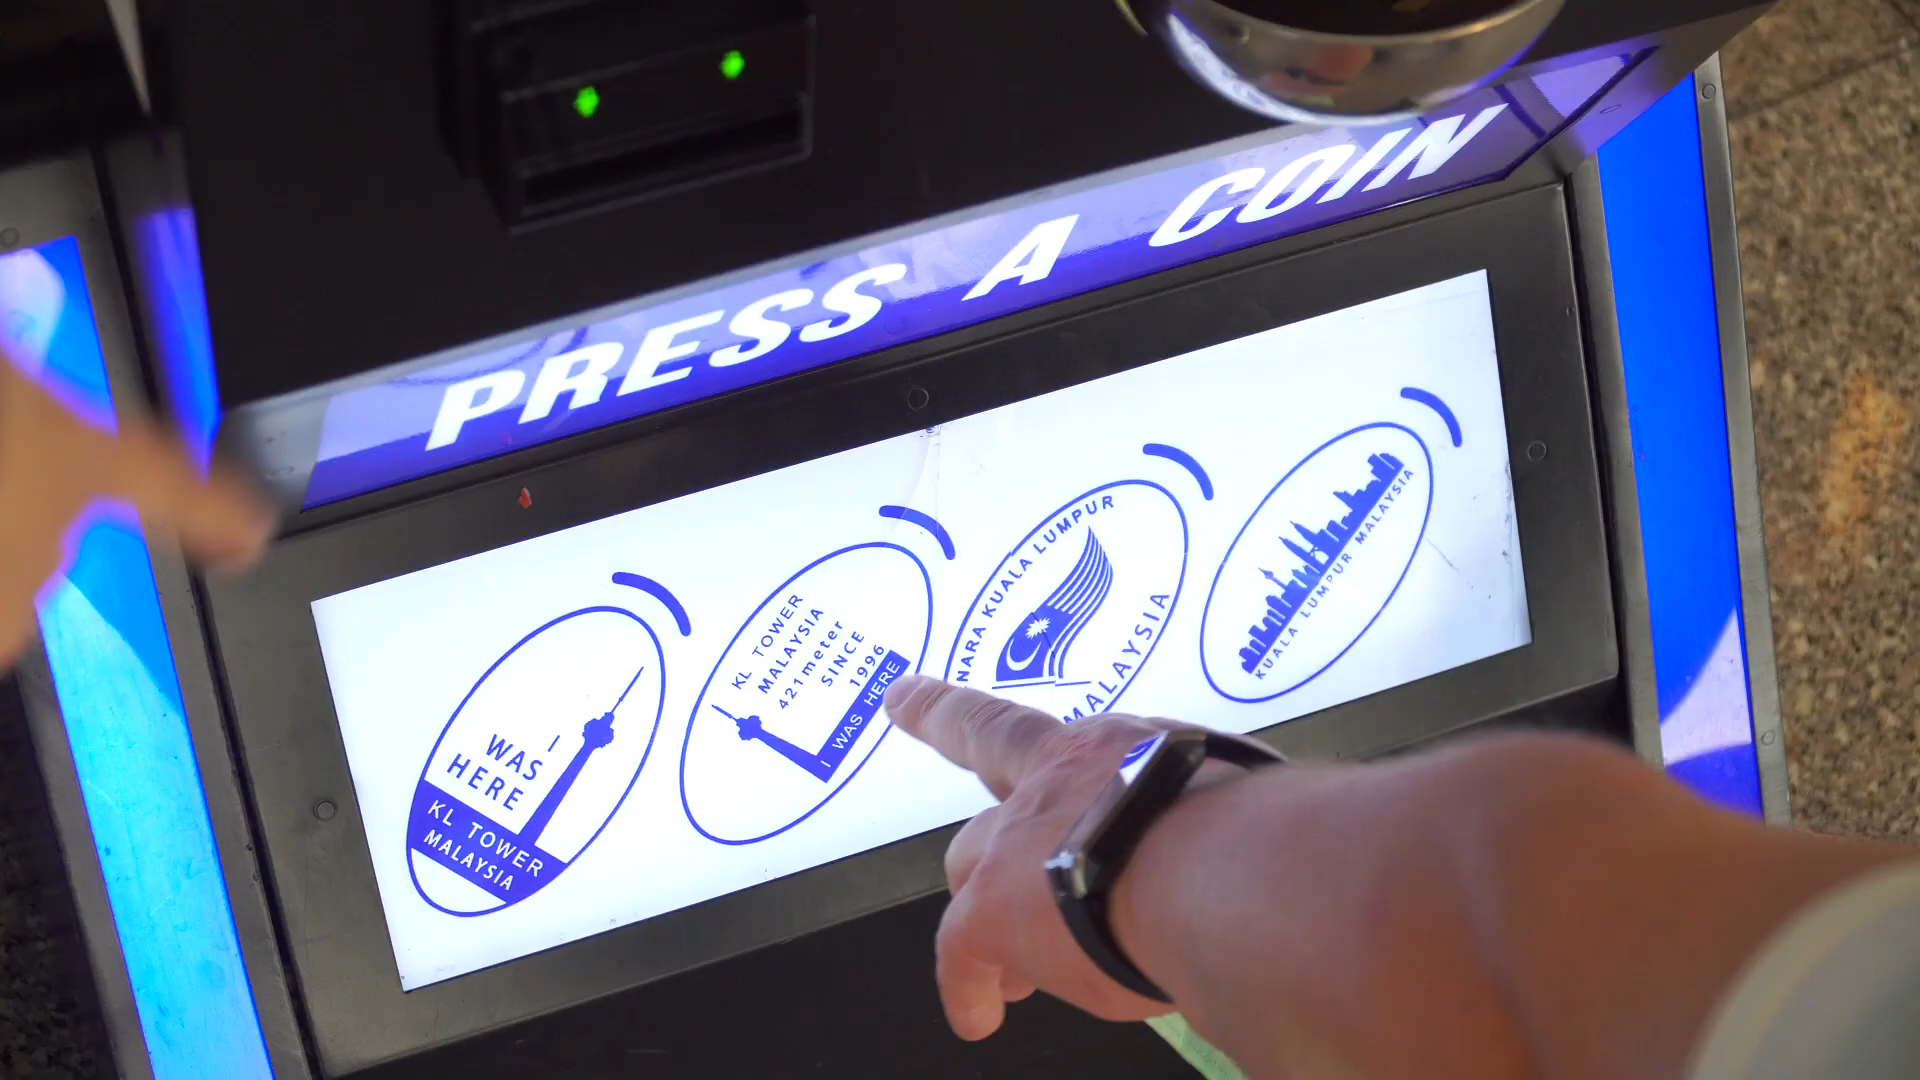 PRESS A COIN
I
WAS
HERE
KL TOWER
MALAYSIA
KL TOWER
MALAYSIA
421meter
SINCE
1996
I WAS HERE
KUALA LUMPUR
MALAYSIA
KUALA LUMPUR MALAYSIA